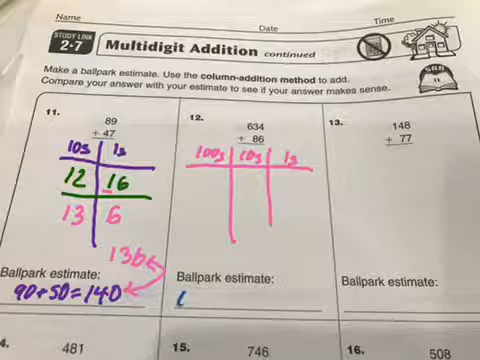 Name Date Time
STUDY LINK
2·7 Multidigit Addition continued
Make a ballpark estimate. Use the column-addition method to add.
Compare your answer with your estimate to see if your answer makes sense.
11. 12. 13.
89 634 148
+ 47 + 86 + 77
10s 1s 100s 10s 1s
12 16
13 6
136
Ballpark estimate: Ballpark estimate: Ballpark estimate:
90+50=140
4. 481 15. 746 16. 508